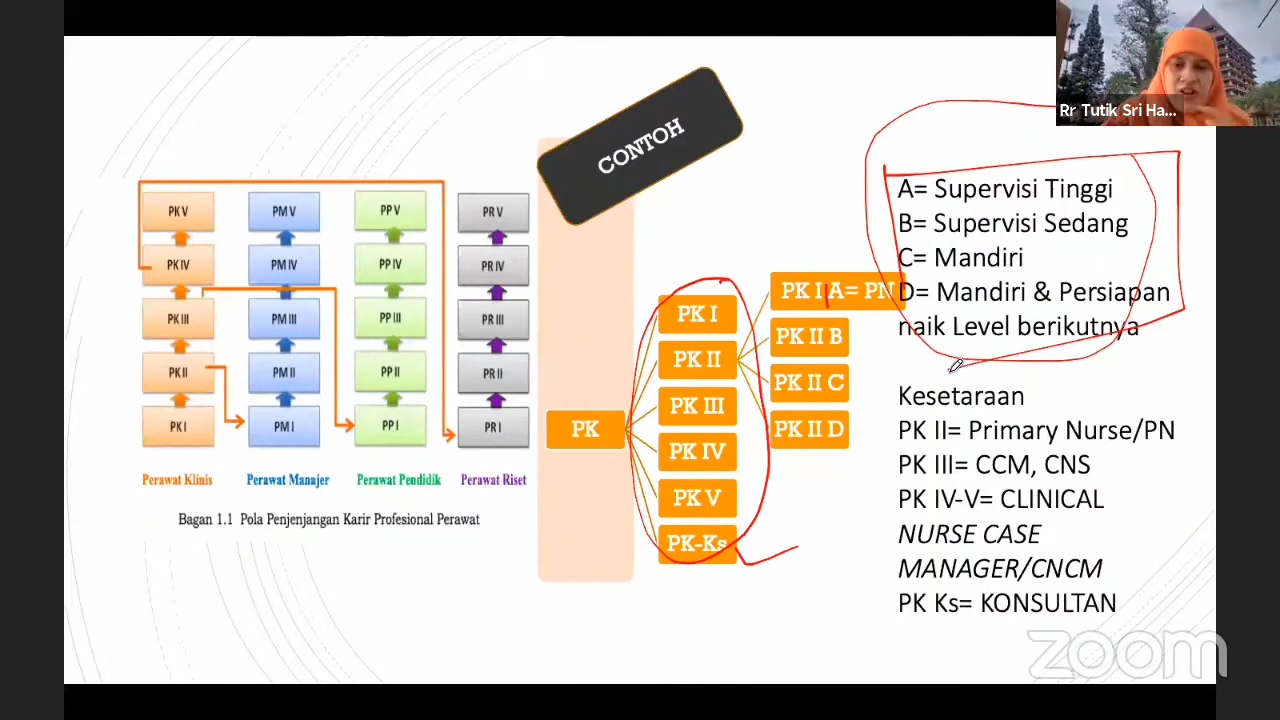 Rr Tutik Sri Ha...
CONTOH
PK V PM V PP V PR V
PK IV PM IV PP IV PR IV
PK III PM III PP III PR III
PK II PM II PP II PR II
PK I PM I PP I PR I
Perawat Klinis Perawat Manajer Perawat Pendidik Perawat Riset
Bagan 1.1 Pola Penjenjangan Karir Profesional Perawat
PK
PK I
PK II
PK III
PK IV
PK V
PK-Ks
PK I A= PN
PK II B
PK II C
PK II D
A= Supervisi Tinggi
B= Supervisi Sedang
C= Mandiri
D= Mandiri & Persiapan
naik Level berikutnya
Kesetaraan
PK II= Primary Nurse/PN
PK III= CCM, CNS
PK IV-V= CLINICAL
NURSE CASE
MANAGER/CNCM
PK Ks= KONSULTAN
zoom